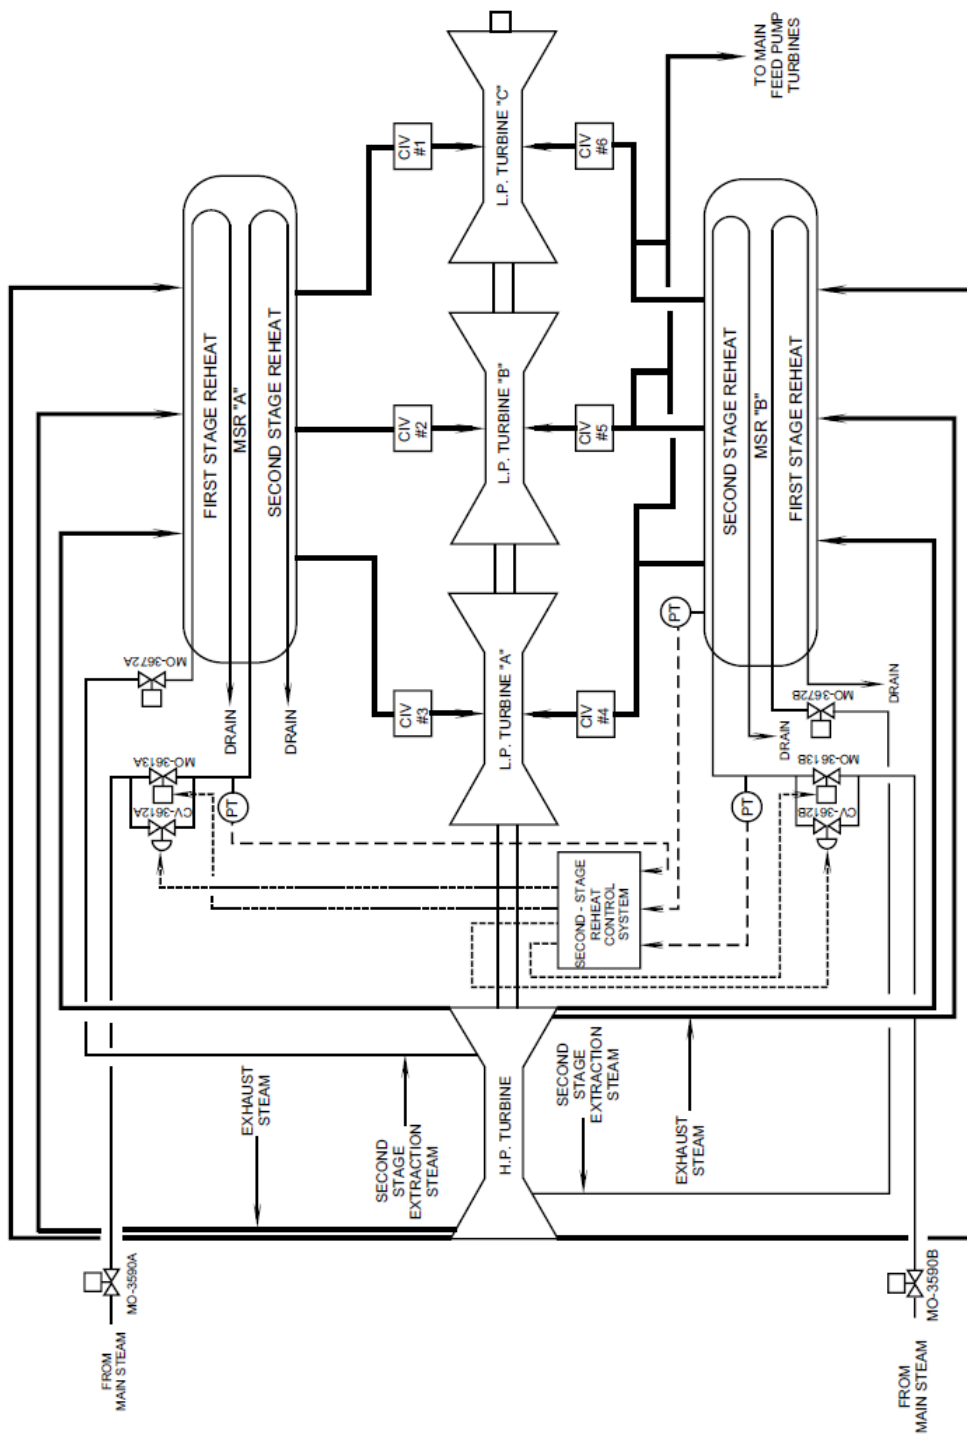 FROM
MAIN STEAM
MO-3590A
EXHAUST
STEAM
SECOND
STAGE
EXTRACTION
STEAM
CV-3612A
MO-3613A
PT
MO-3672A
DRAIN
DRAIN
FIRST STAGE REHEAT
MSR "A"
SECOND STAGE REHEAT
CIV
#3
CIV
#2
CIV
#1
H.P. TURBINE
L.P. TURBINE "A"
L.P. TURBINE "B"
L.P. TURBINE "C"
SECOND
STAGE
EXTRACTION
STEAM
SECOND - STAGE
REHEAT
CONTROL
SYSTEM
CIV
#4
CIV
#5
CIV
#6
EXHAUST
STEAM
PT
PT
SECOND STAGE REHEAT
MSR "B"
FIRST STAGE REHEAT
TO MAIN
FEED PUMP
TURBINES
DRAIN
MO-3672B
DRAIN
CV-3612B
MO-3613B
FROM
MAIN STEAM
MO-3590B